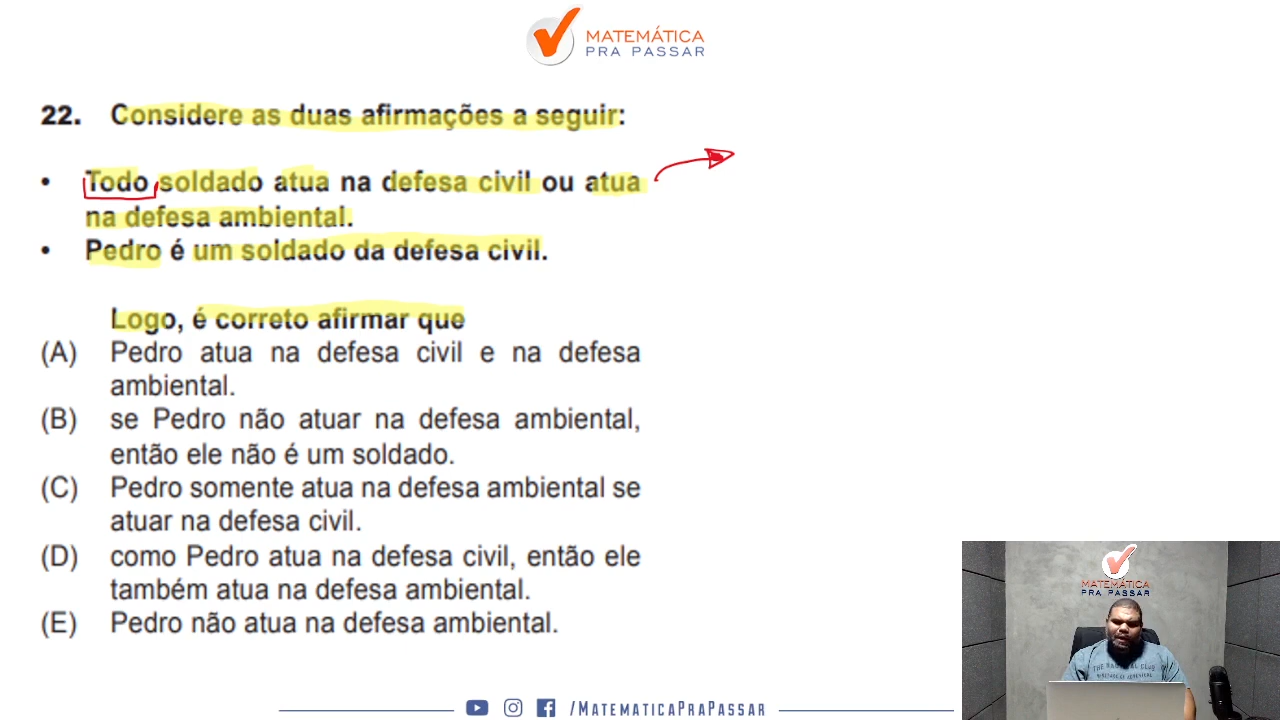 MATEMÁTICA
PRA PASSAR
22. Considere as duas afirmações a seguir:
• Todo soldado atua na defesa civil ou atua
na defesa ambiental.
• Pedro é um soldado da defesa civil.
Logo, é correto afirmar que
(A) Pedro atua na defesa civil e na defesa
ambiental.
(B) se Pedro não atuar na defesa ambiental,
então ele não é um soldado.
(C) Pedro somente atua na defesa ambiental se
atuar na defesa civil.
(D) como Pedro atua na defesa civil, então ele
também atua na defesa ambiental.
(E) Pedro não atua na defesa ambiental.
MATEMÁTICA
PRA PASSAR
/MATEMATICAPRAPASSAR